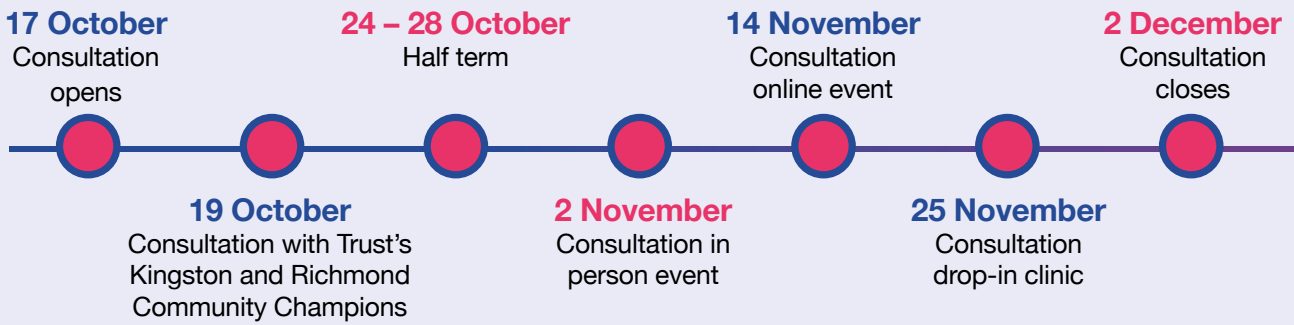 17 October
Consultation
opens
19 October
Consultation with Trust's
Kingston and Richmond
Community Champions
24 – 28 October
Half term
2 November
Consultation in
person event
14 November
Consultation
online event
25 November
Consultation
drop-in clinic
2 December
Consultation
closes